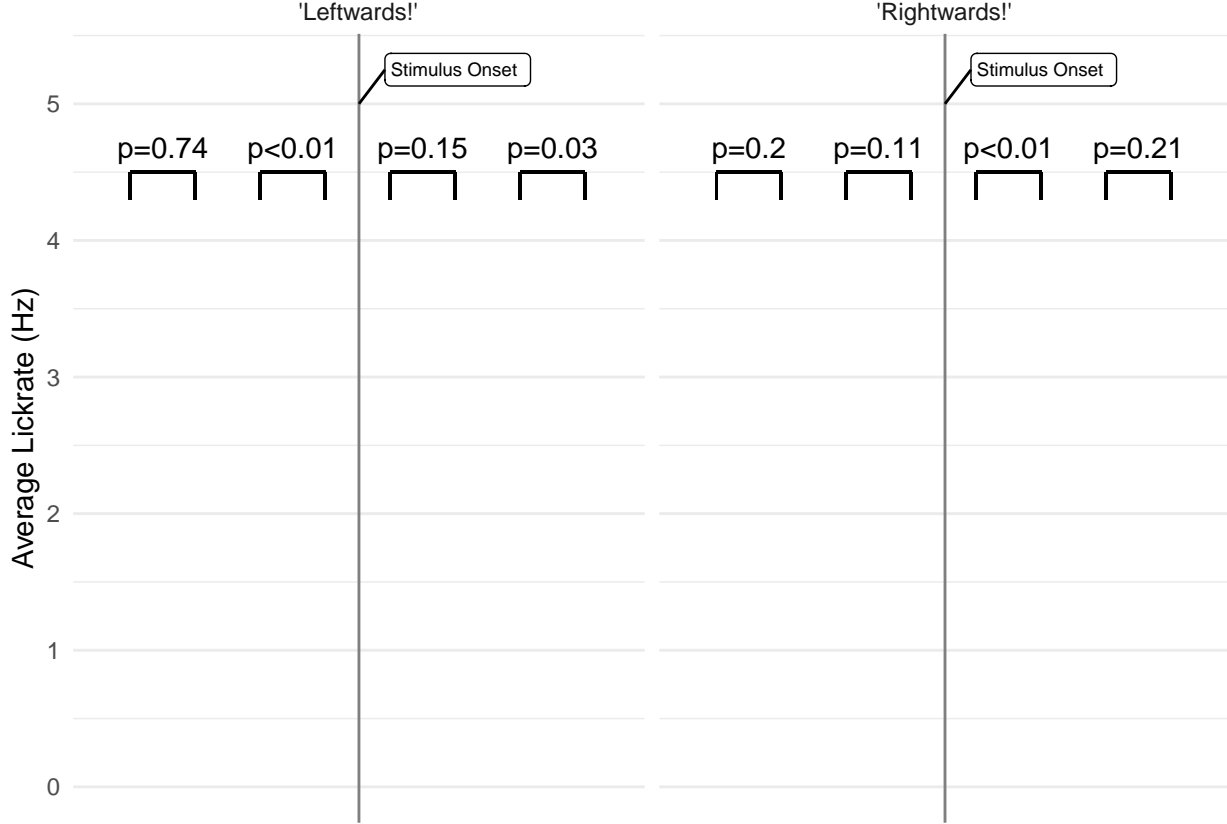 'Leftwards!'
'Rightwards!'
Stimulus Onset
Stimulus Onset
p=0.74
p<0.01
p=0.15
p=0.03
p=0.2
p=0.11
p<0.01
p=0.21
Average Lickrate (Hz)
5
4
3
2
1
0